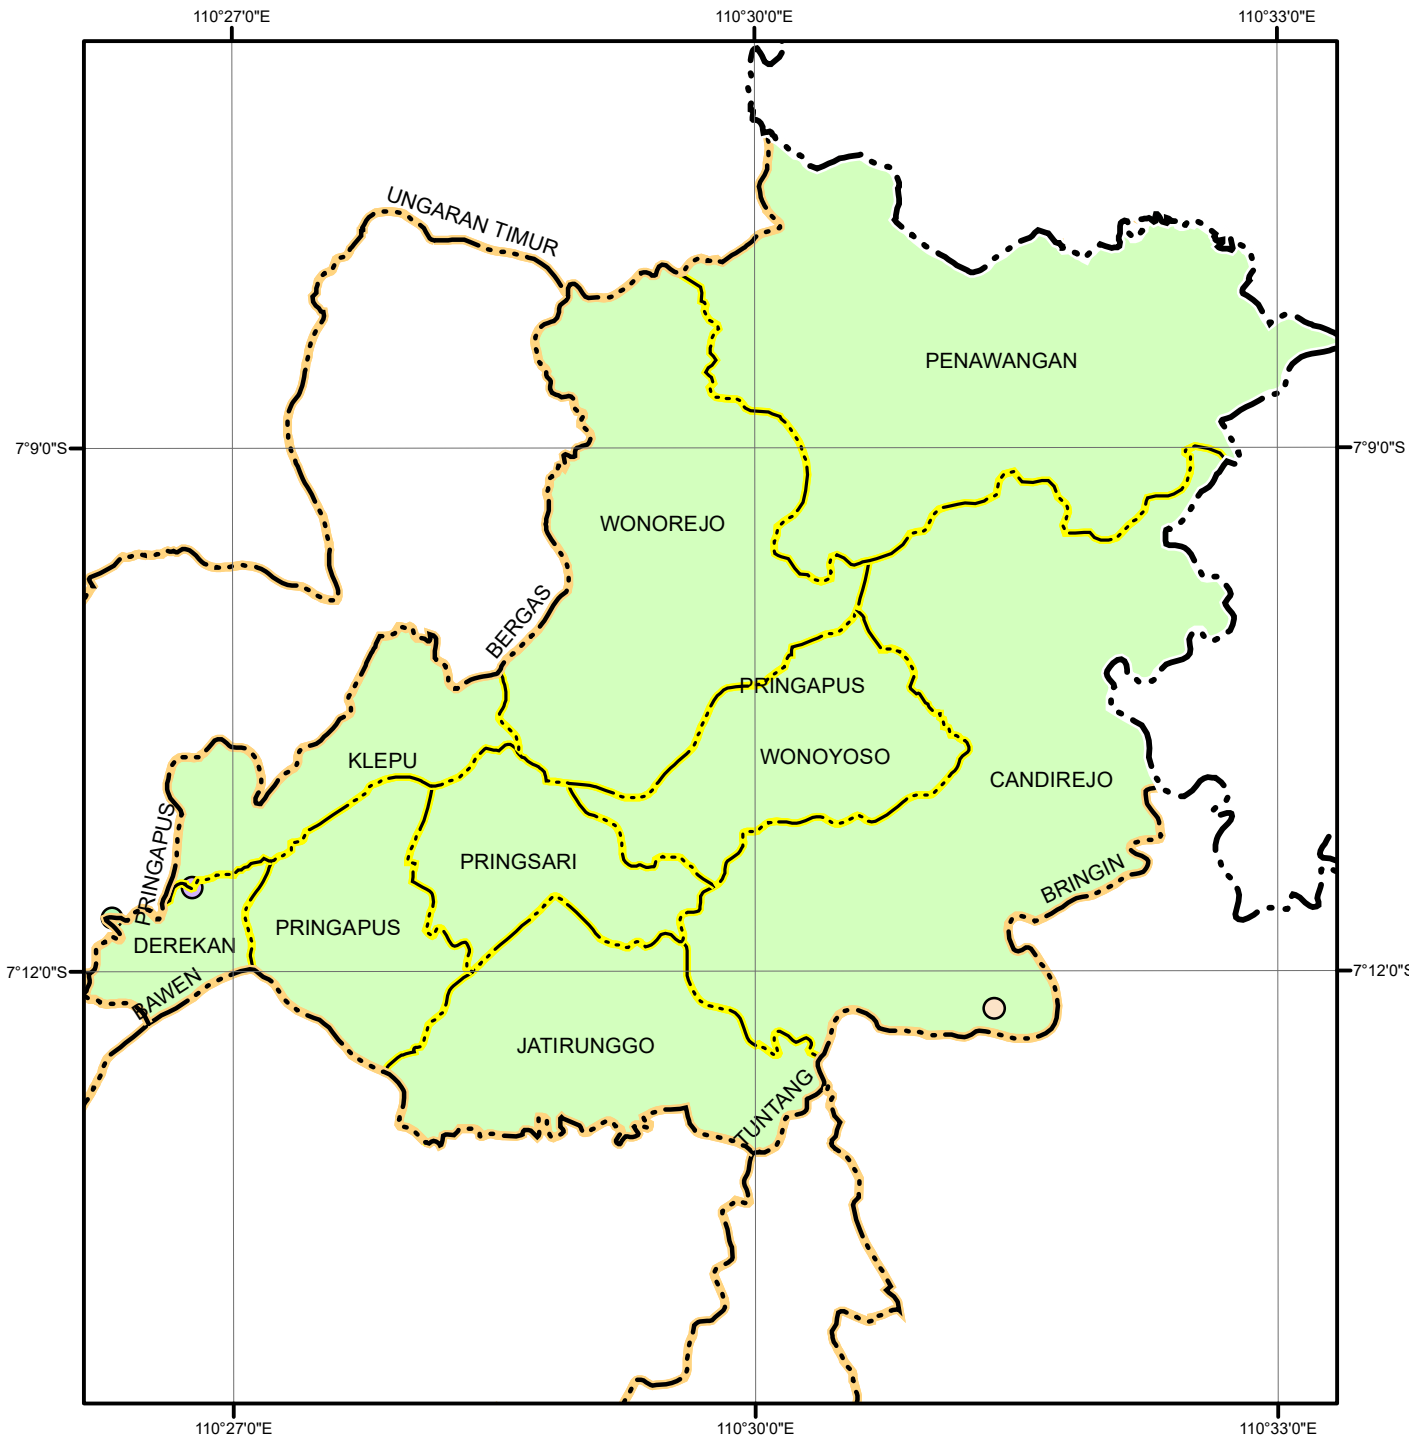 110°27'0"E
110°30'0"E
110°33'0"E
UNGARAN TIMUR
PENAWANGAN
7°9'0"S
7°9'0"S
WONOREJO
BERGAS
PRINGAPUS
KLEPU
WONOYOSO
CANDIREJO
PRINGAPUS
PRINGSARI
BRINGIN
PRINGAPUS
DEREKAN
7°12'0"S
7°12'0"S
BAWEN
JATIRUNGGO
TUNTANG
110°27'0"E
110°30'0"E
110°33'0"E